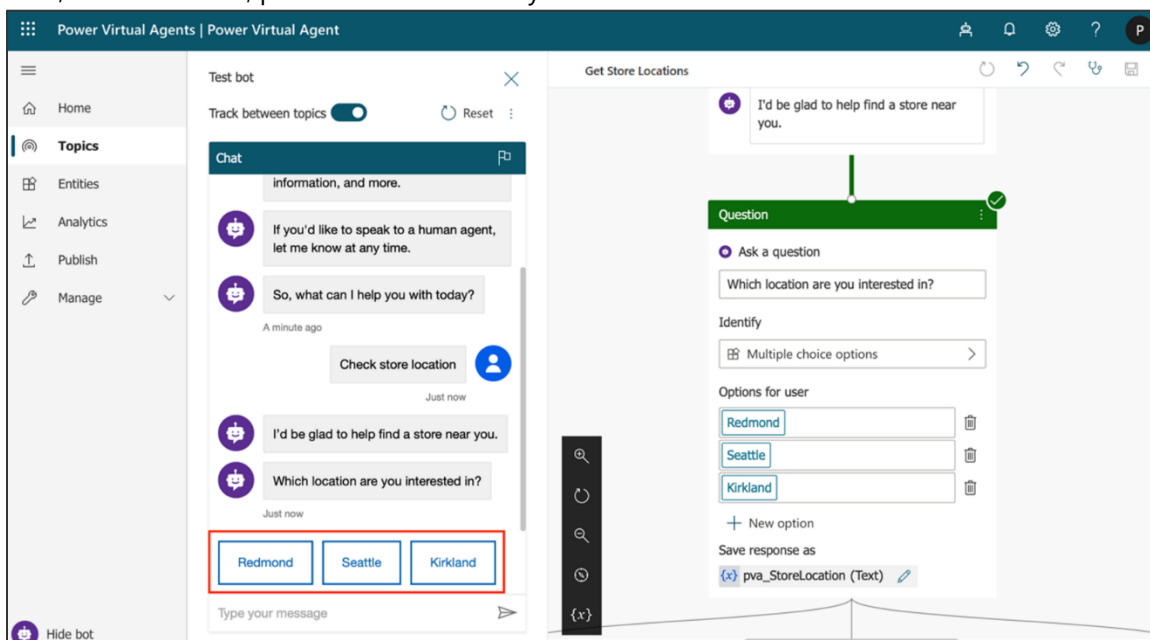 Power Virtual Agents | Power Virtual Agent
P
Home
Topics
Entities
Analytics
Publish
Manage
Hide bot
Test bot
Track between topics
Reset
Chat
information, and more.
If you'd like to speak to a human agent,
let me know at any time.
So, what can I help you with today?
A minute ago
Check store location
Just now
I'd be glad to help find a store near you.
Which location are you interested in?
Just now
Redmond
Seattle
Kirkland
Type your message
Get Store Locations
I'd be glad to help find a store near
you.
Question
Ask a question
Which location are you interested in?
Identify
Multiple choice options
Options for user
Redmond
Seattle
Kirkland
New option
Save response as
{x} pva_StoreLocation (Text)
{x}